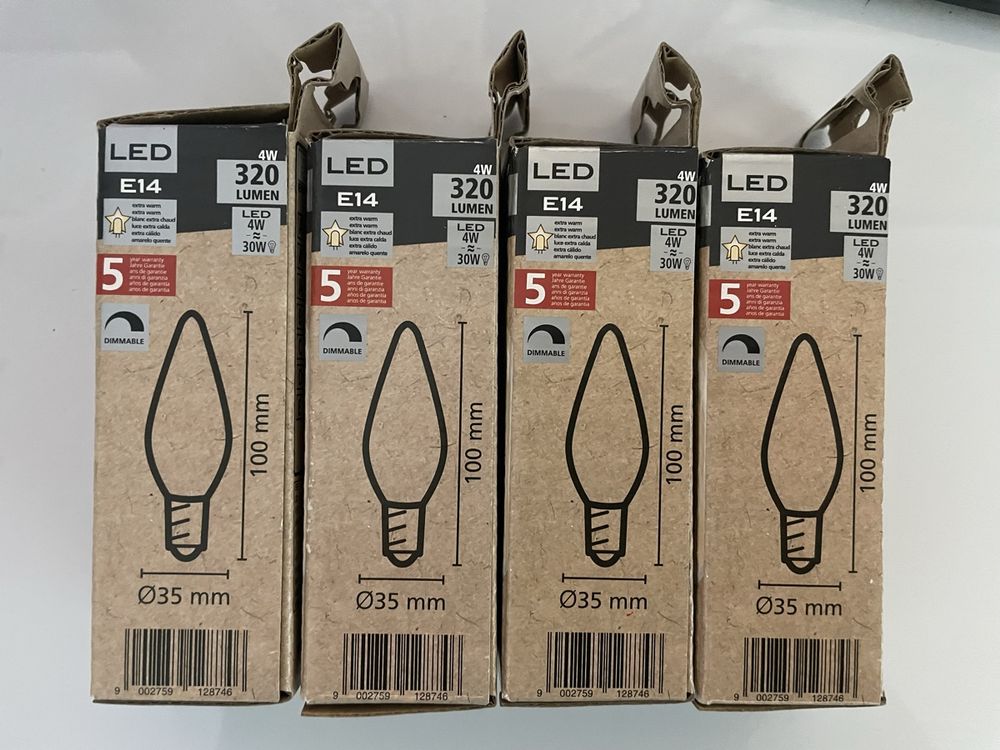 LED
4W
320
LUMEN
E14
extra warm
extra warm
blanc extra chaud
luce extra calda
extra cálido
amarelo quente
LED
4W
≈
30W
5
year warranty
Jahre Garantie
ans de garantie
anni di garanzia
años de garantía
anos de garantia
DIMMABLE
100 mm
Ø35 mm
9 002759 128746
LED
4W
320
LUMEN
E14
extra warm
extra warm
blanc extra chaud
luce extra calda
extra cálido
amarelo quente
LED
4W
≈
30W
5
year warranty
Jahre Garantie
ans de garantie
anni di garanzia
años de garantía
anos de garantia
DIMMABLE
100 mm
Ø35 mm
9 002759 128746
LED
4W
320
LUMEN
E14
extra warm
extra warm
blanc extra chaud
luce extra calda
extra cálido
amarelo quente
LED
4W
≈
30W
5
year warranty
Jahre Garantie
ans de garantie
anni di garanzia
años de garantía
anos de garantia
DIMMABLE
100 mm
Ø35 mm
9 002759 128746
LED
4W
320
LUMEN
E14
extra warm
extra warm
blanc extra chaud
luce extra calda
extra cálido
amarelo quente
LED
4W
≈
30W
5
year warranty
Jahre Garantie
ans de garantie
anni di garanzia
años de garantía
anos de garantia
DIMMABLE
100 mm
Ø35 mm
9 002759 128746